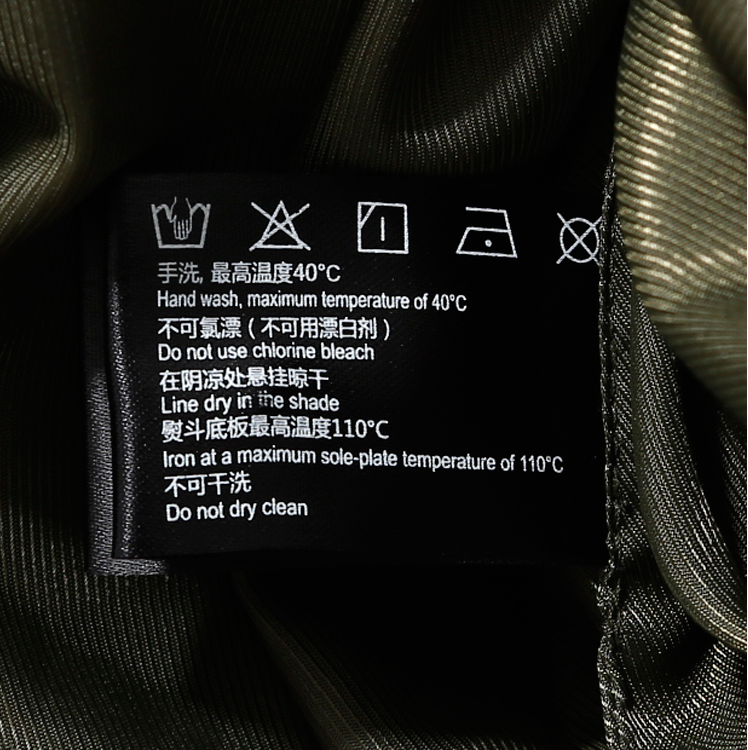 手洗, 最高温度40°C
Hand wash, maximum temperature of 40°C
不可氯漂（不可用漂白剂）
Do not use chlorine bleach
在阴凉处悬挂晾干
Line dry in the shade
熨斗底板最高温度110°C
Iron at a maximum sole-plate temperature of 110°C
不可干洗
Do not dry clean